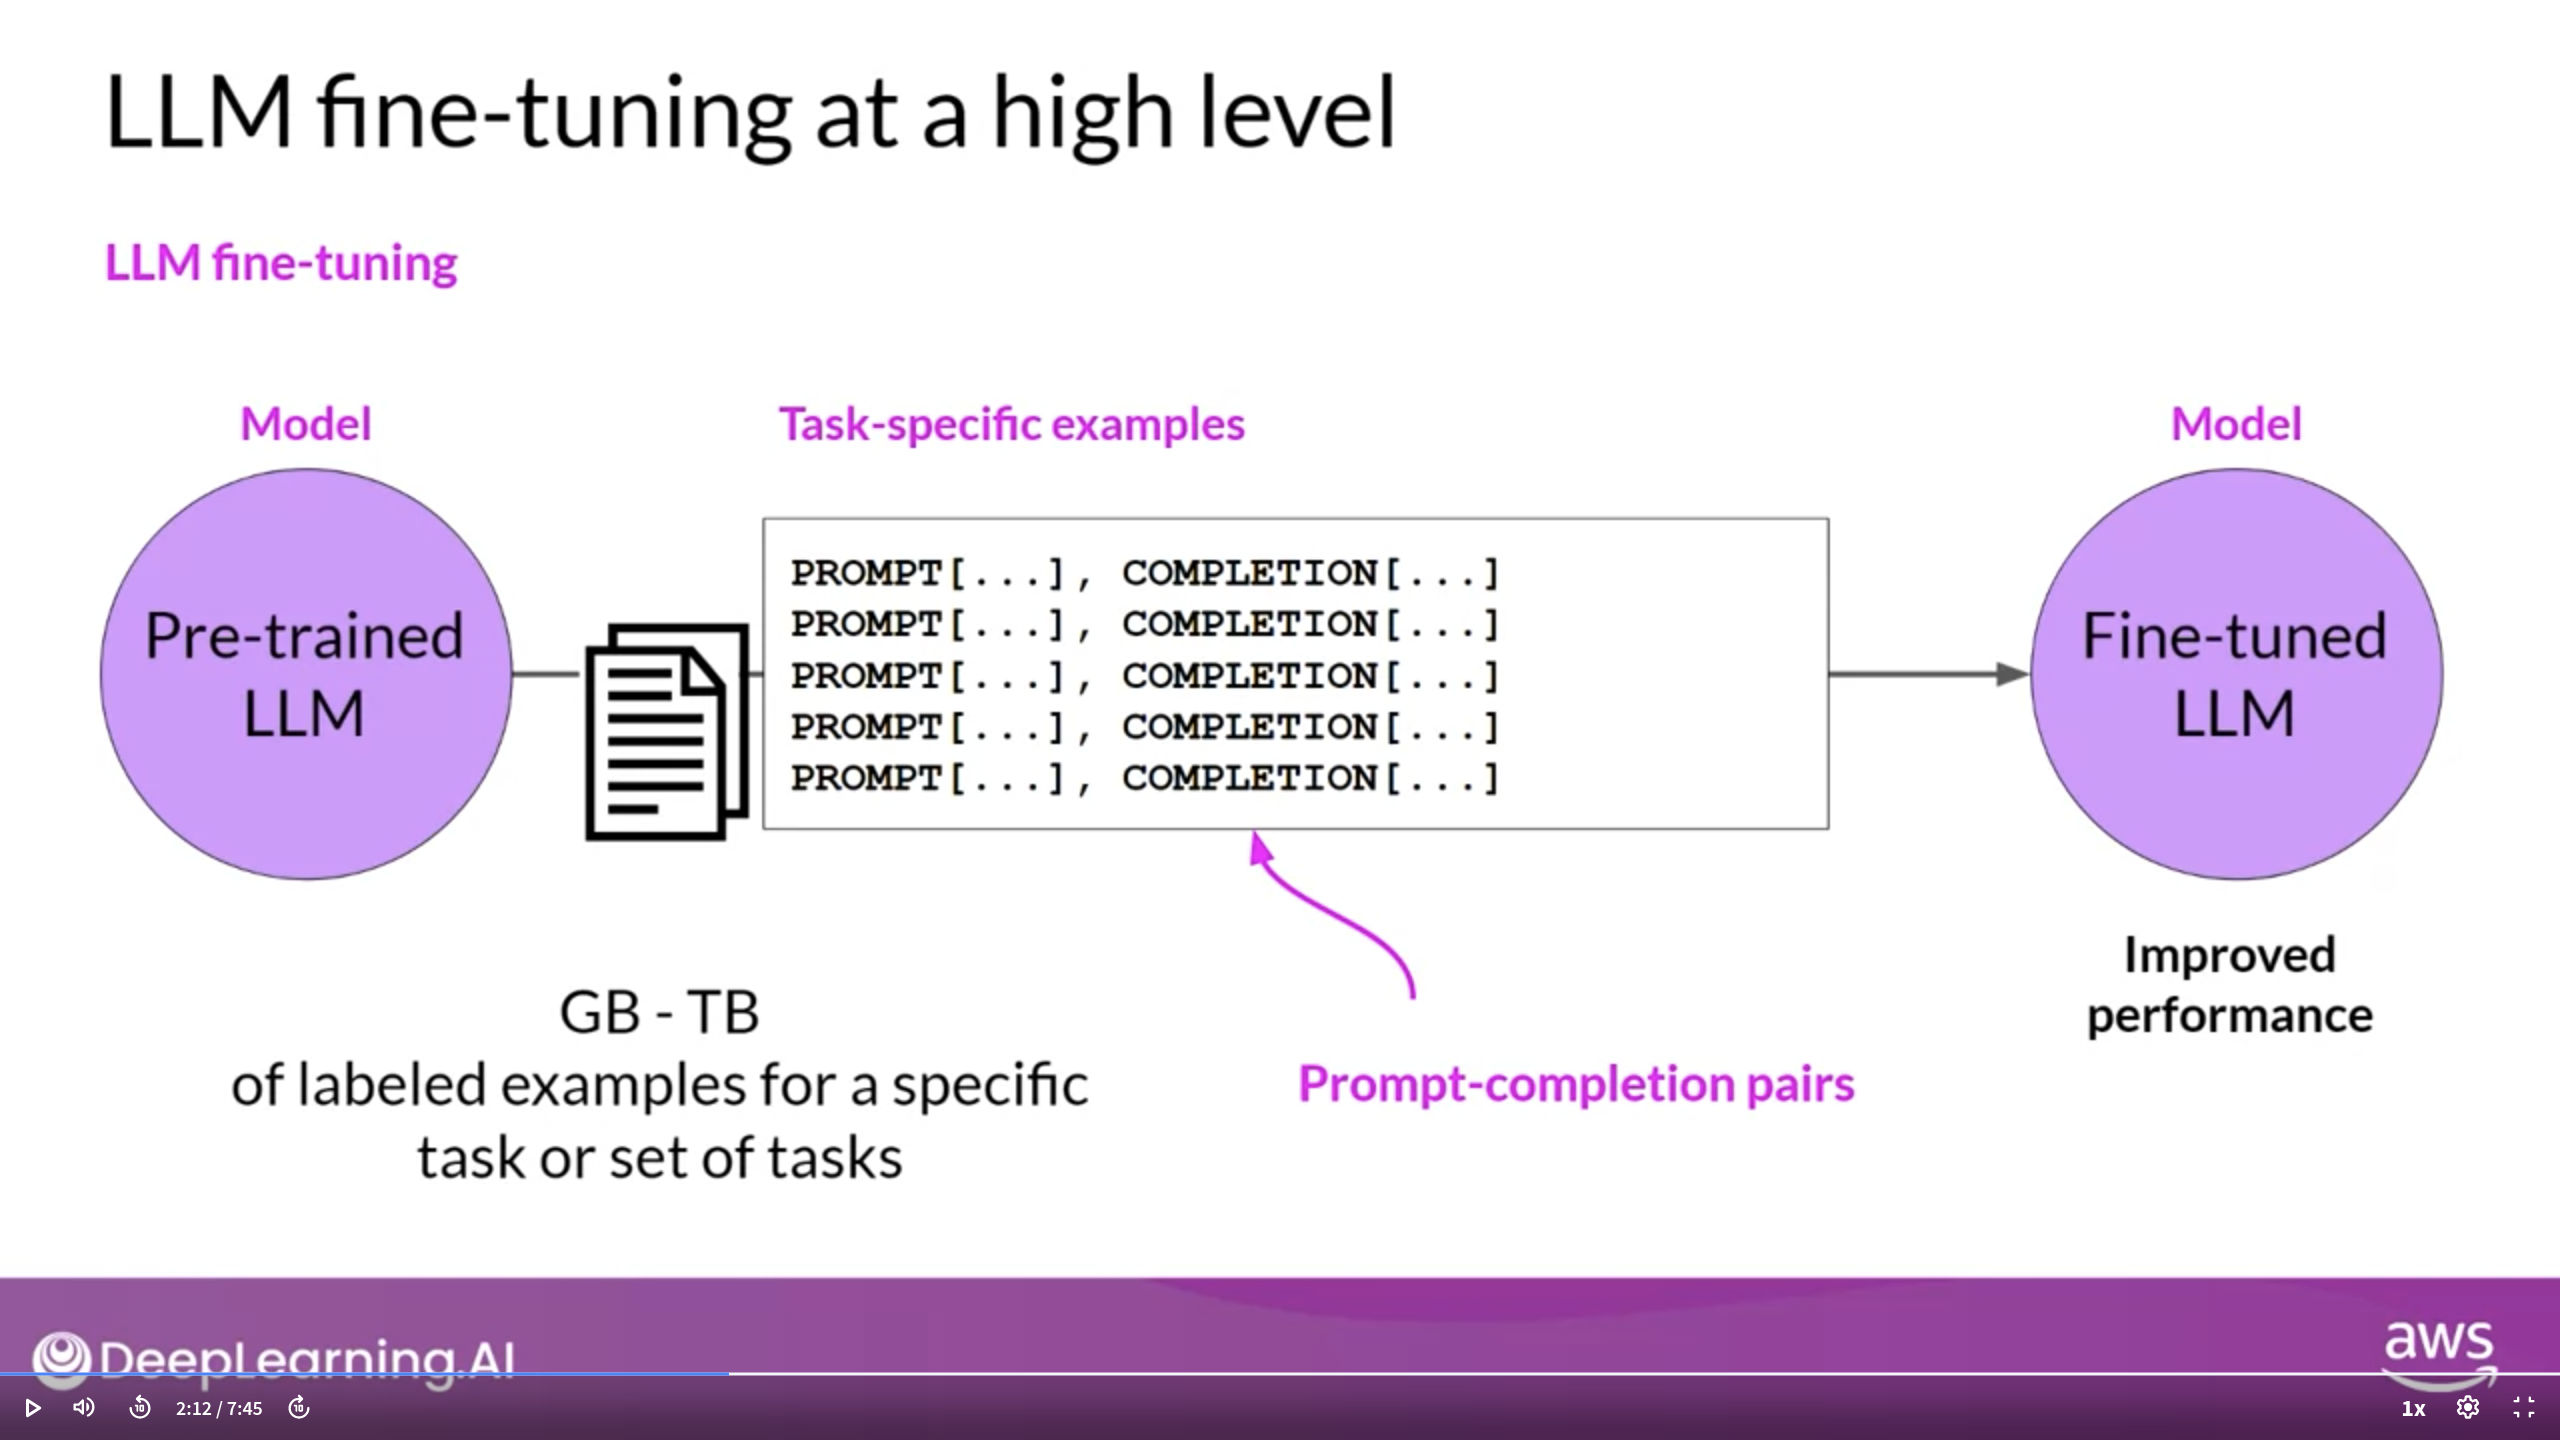 LLM fine-tuning at a high level
LLM fine-tuning
Model
Task-specific examples
Model
Pre-trained
LLM
PROMPT[...], COMPLETION[...]
PROMPT[...], COMPLETION[...]
PROMPT[...], COMPLETION[...]
PROMPT[...], COMPLETION[...]
PROMPT[...], COMPLETION[...]
Fine-tuned
LLM
GB - TB
of labeled examples for a specific
task or set of tasks
Prompt-completion pairs
Improved
performance
DeepLearning.AI
aws
10
2:12 / 7:45
10
1x